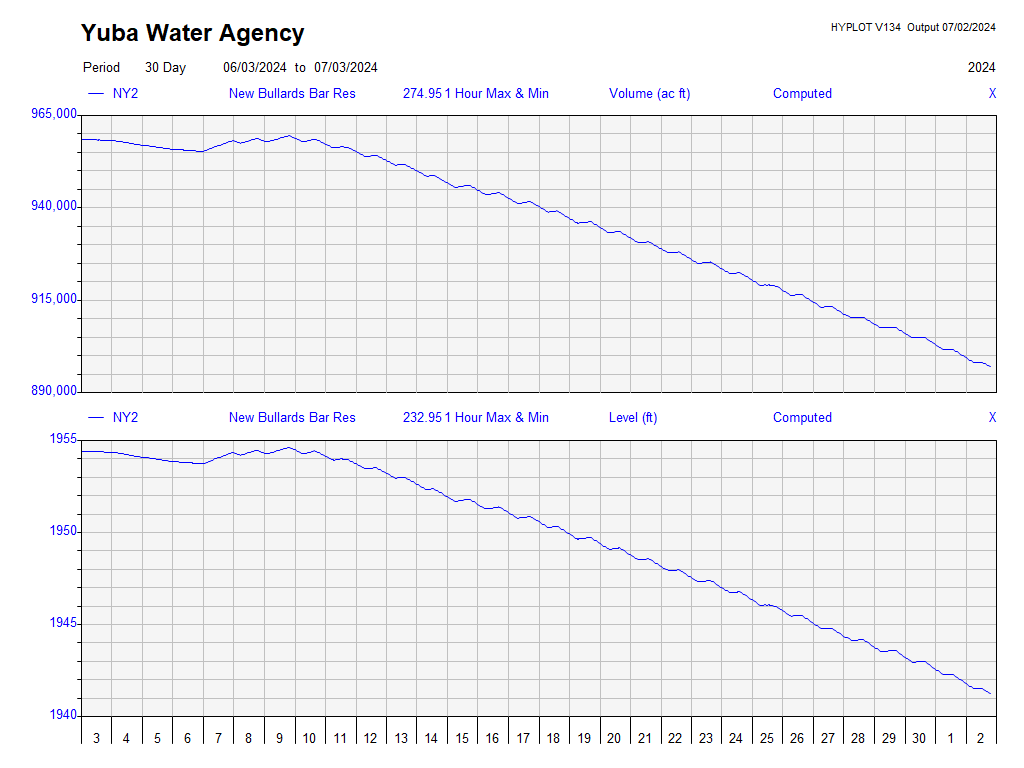 Yuba Water Agency
HYPLOT V134 Output 07/02/2024
Period 30 Day 06/03/2024 to 07/03/2024 2024
NY2 New Bullards Bar Res 274.95 1 Hour Max & Min Volume (ac ft) Computed X
965,000
940,000
915,000
890,000
NY2 New Bullards Bar Res 232.95 1 Hour Max & Min Level (ft) Computed X
1955
1950
1945
1940
3 4 5 6 7 8 9 10 11 12 13 14 15 16 17 18 19 20 21 22 23 24 25 26 27 28 29 30 1 2